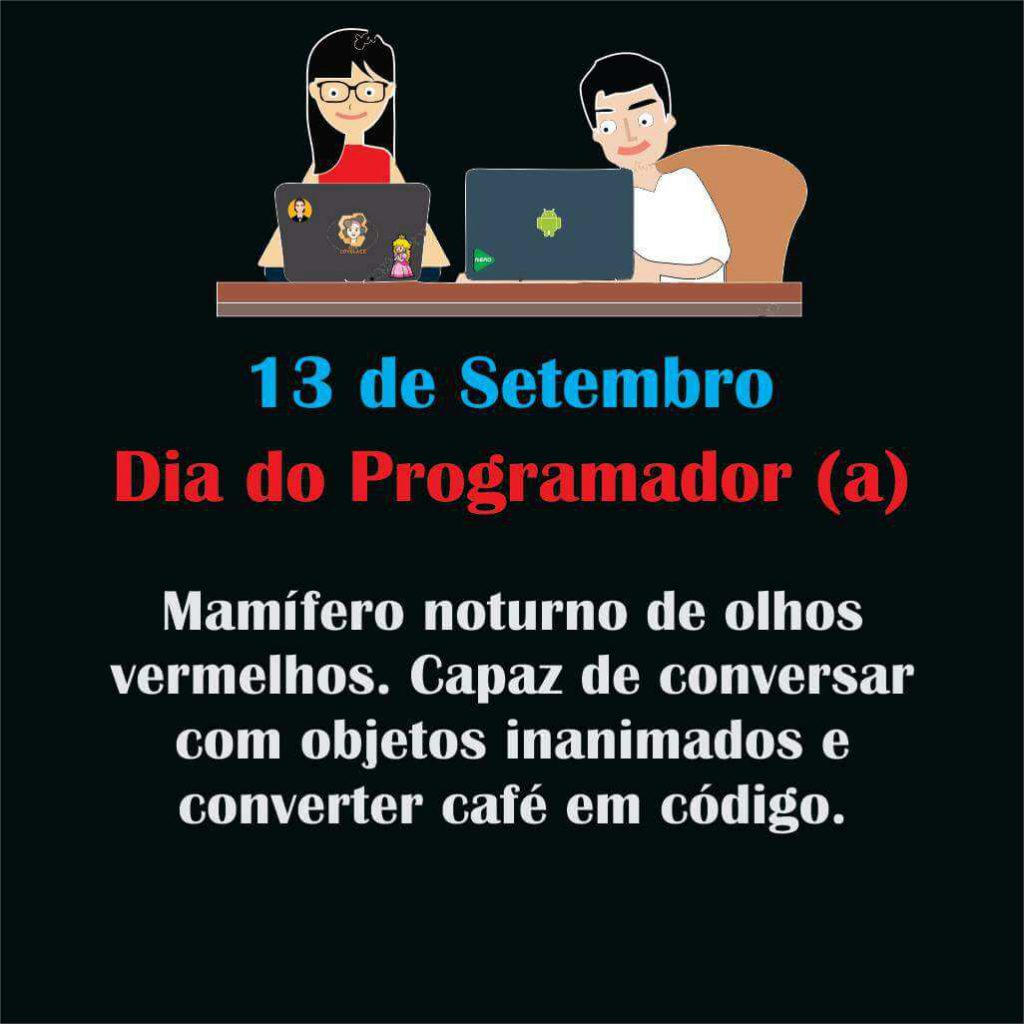 LOVELACE
13 de Setembro
Dia do Programador (a)
Mamífero noturno de olhos
vermelhos. Capaz de conversar
com objetos inanimados e
converter café em código.